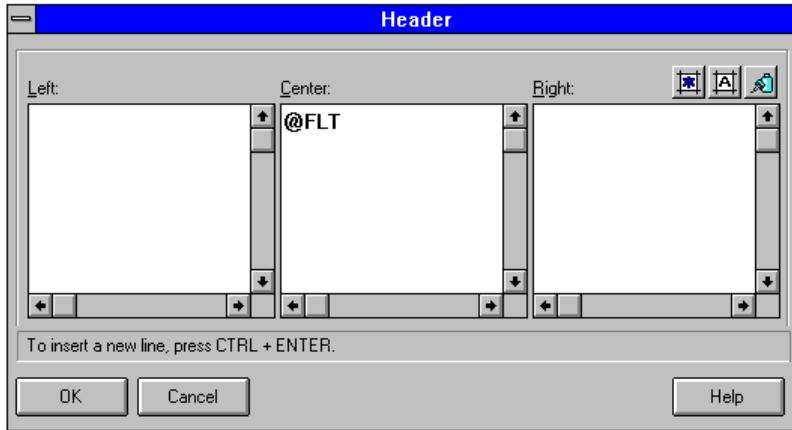 Header
Left:
Center:
Right:
A
@FLT
To insert a new line, press CTRL + ENTER.
OK
Cancel
Help